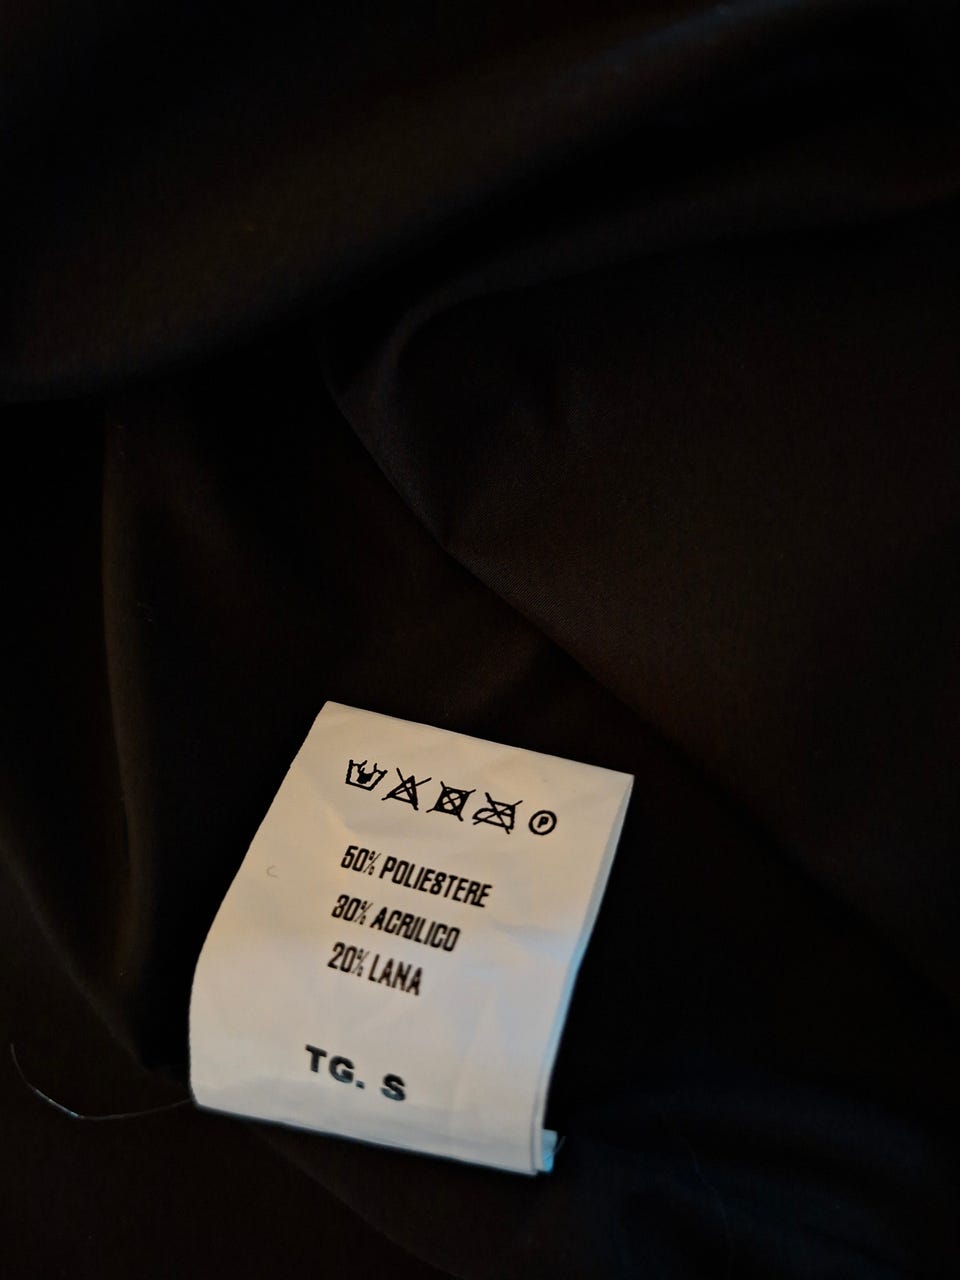 P
50% POLIESTERE
30% ACRILICO
20% LANA
TG. S